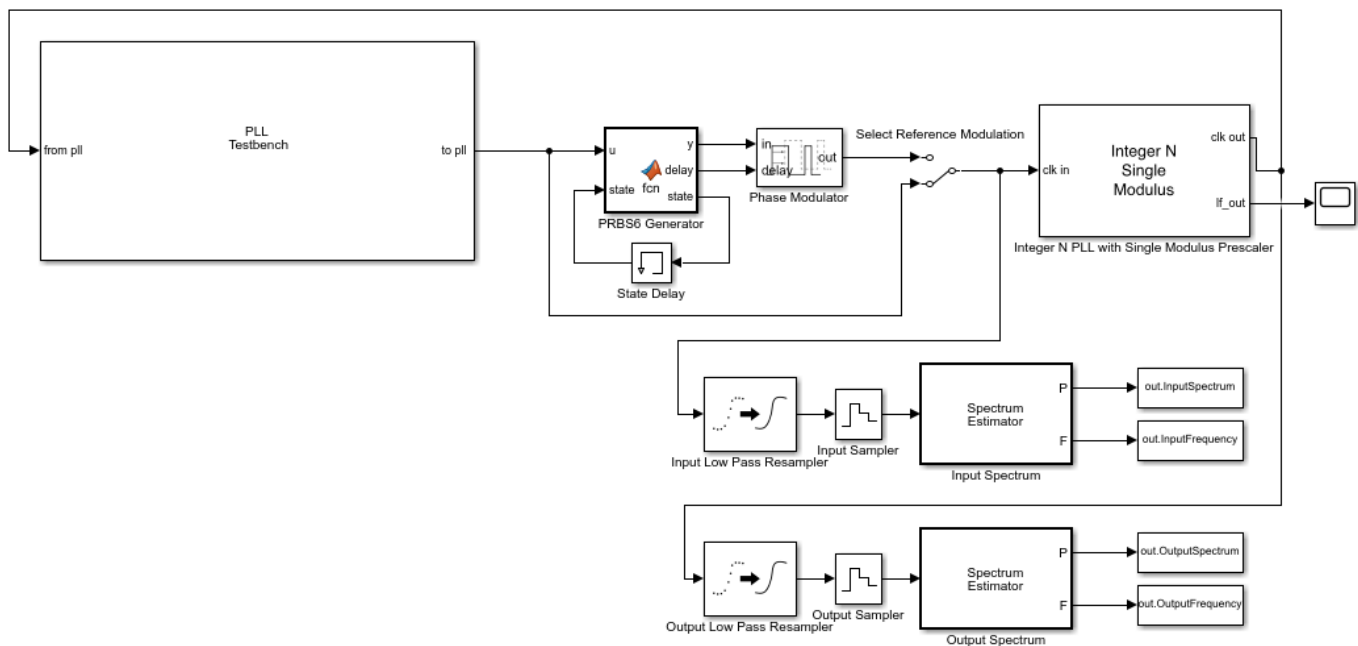 PLL
Testbench
from pll
to pll
u
state
y
delay
state
fcn
PRBS6 Generator
State Delay
in
delay
out
Phase Modulator
Select Reference Modulation
clk in
Integer N
Single
Modulus
clk out
lf_out
Integer N PLL with Single Modulus Prescaler
Input Low Pass Resampler
Input Sampler
Spectrum
Estimator
P
F
Input Spectrum
out.InputSpectrum
out.InputFrequency
Output Low Pass Resampler
Output Sampler
Spectrum
Estimator
P
F
Output Spectrum
out.OutputSpectrum
out.OutputFrequency